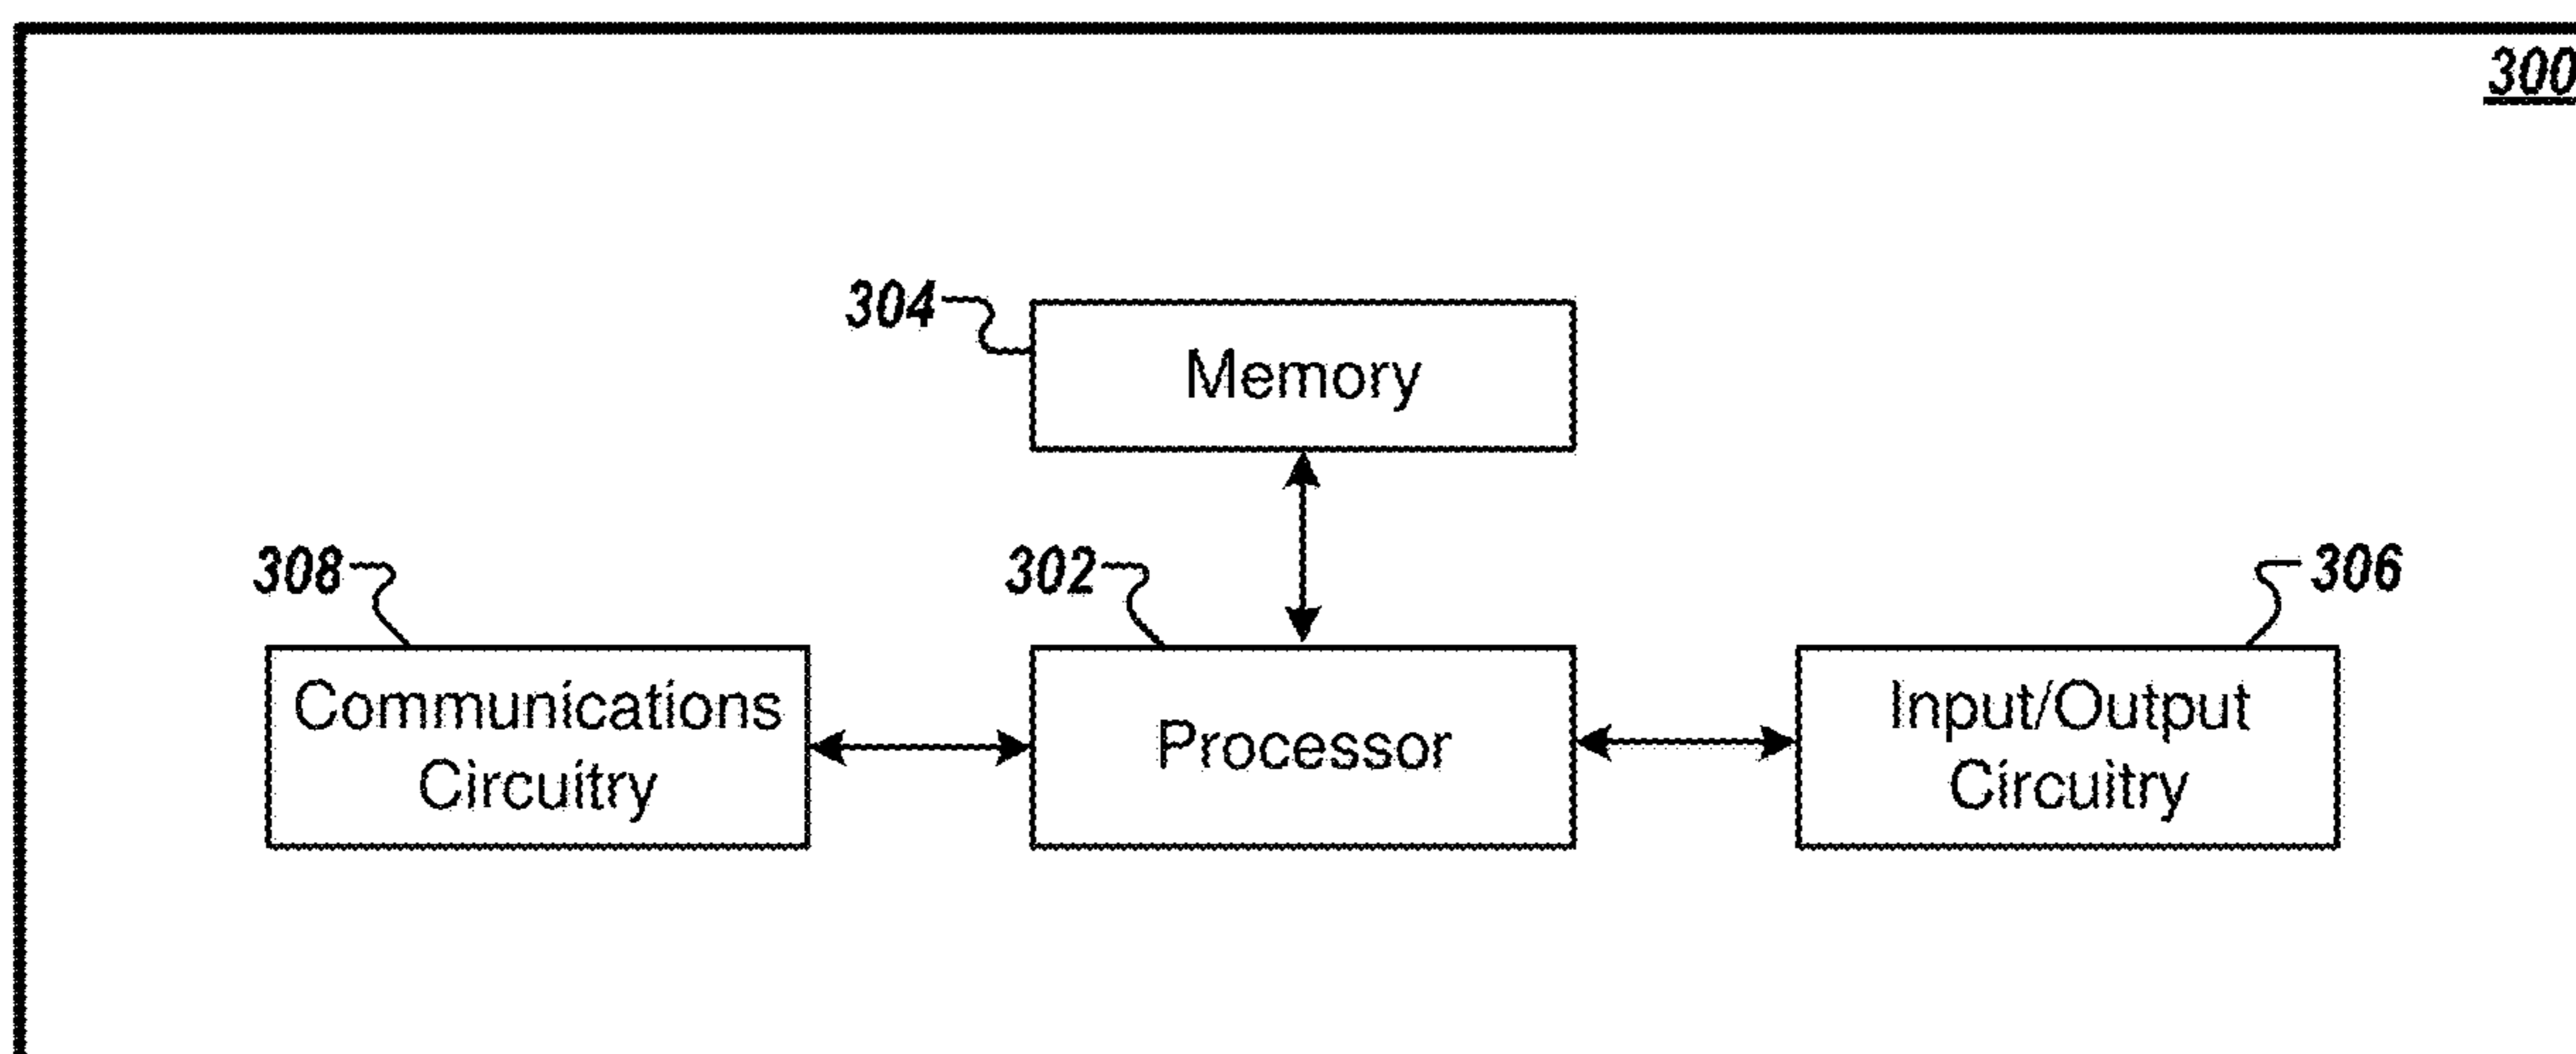 300
304
Memory
308
302
306
Communications
Circuitry
Processor
Input/Output
Circuitry